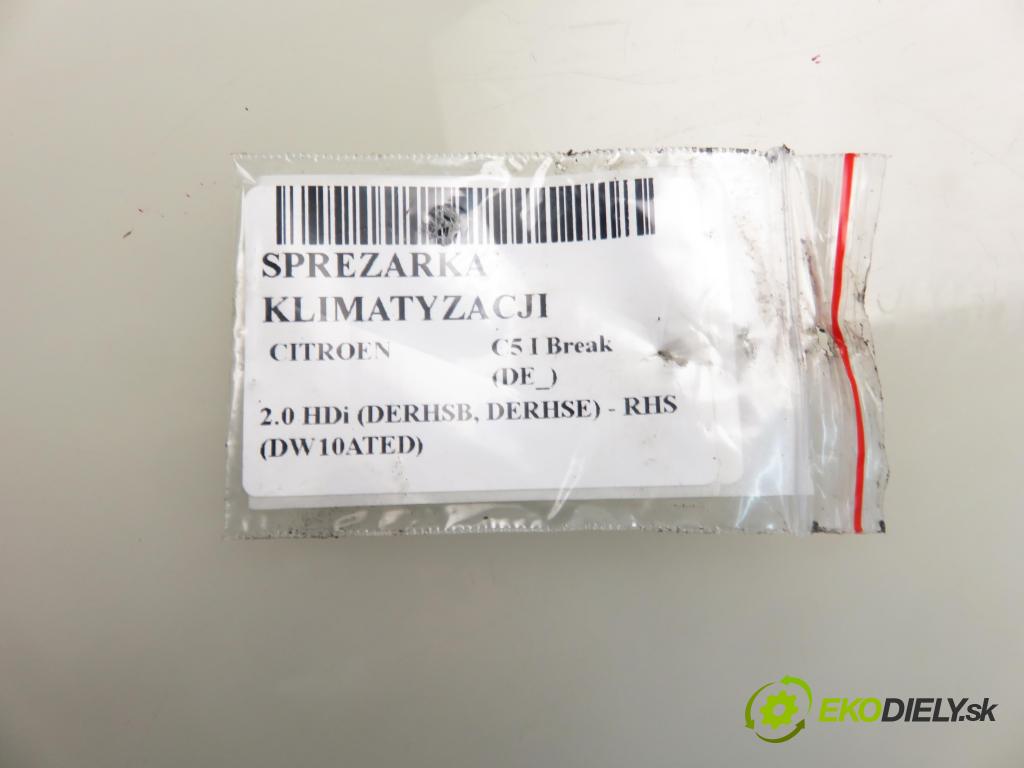 SPREZARKA
KLIMATYZACJI
CITROEN C5 I Break
(DE_)
2.0 HDi (DERHSB, DERHSE) - RHS
(DW10ATED)
EKODIELY.sk